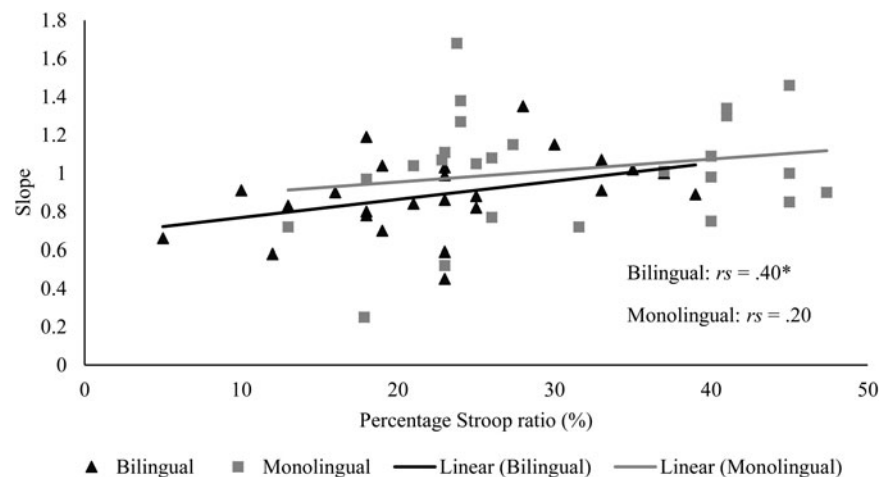 1.8
1.6
1.4
1.2
1
0.8
0.6
0.4
0.2
0
Slope
Bilingual: rs = .40*
Monolingual: rs = .20
0 10 20 30 40 50
Percentage Stroop ratio (%)
Bilingual Monolingual Linear (Bilingual) Linear (Monolingual)